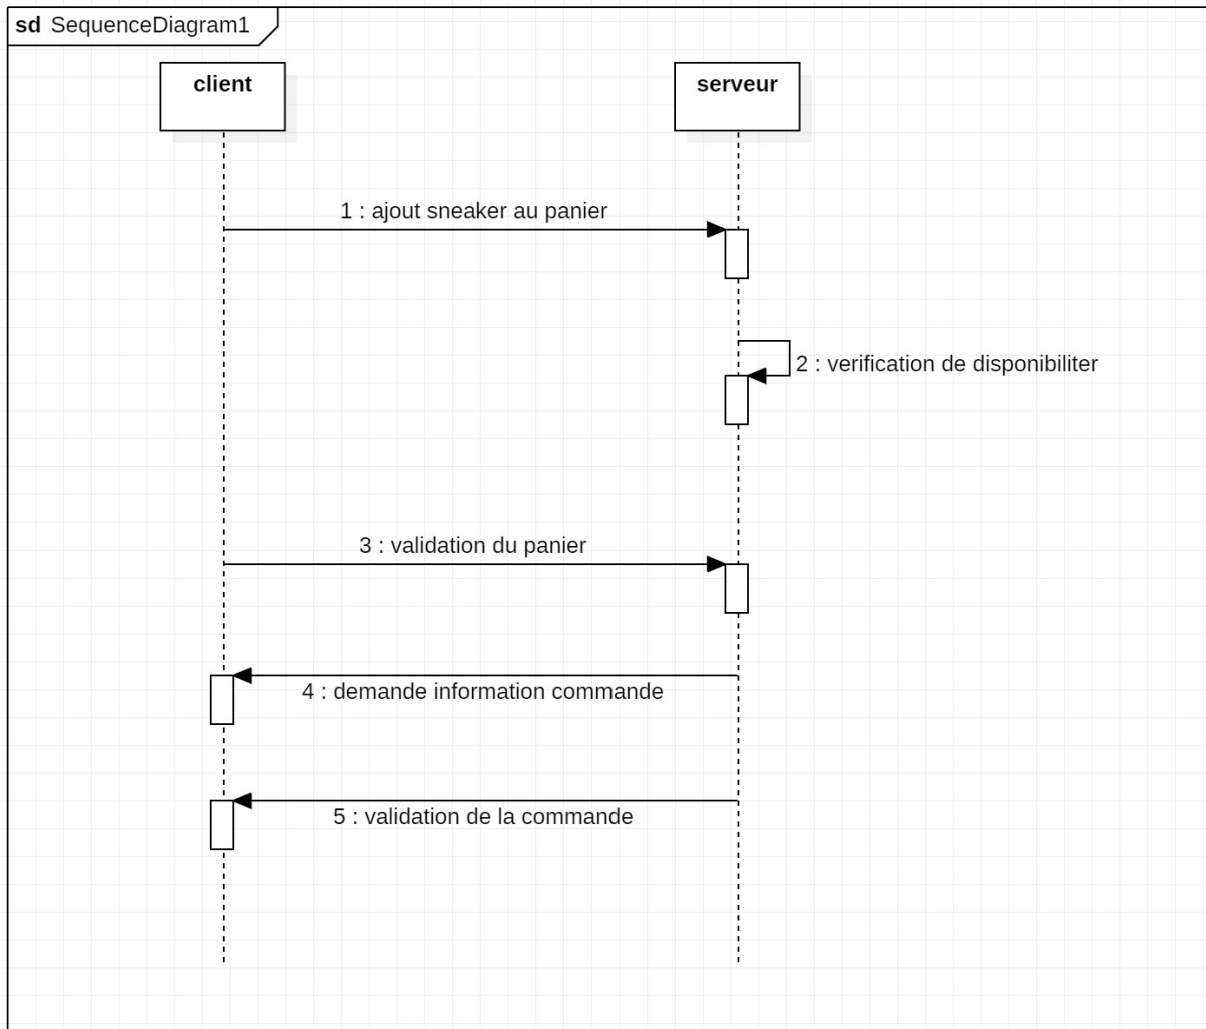 sd SequenceDiagram1
client
serveur
1 : ajout sneaker au panier
2 : verification de disponibiliter
3 : validation du panier
4 : demande information commande
5 : validation de la commande